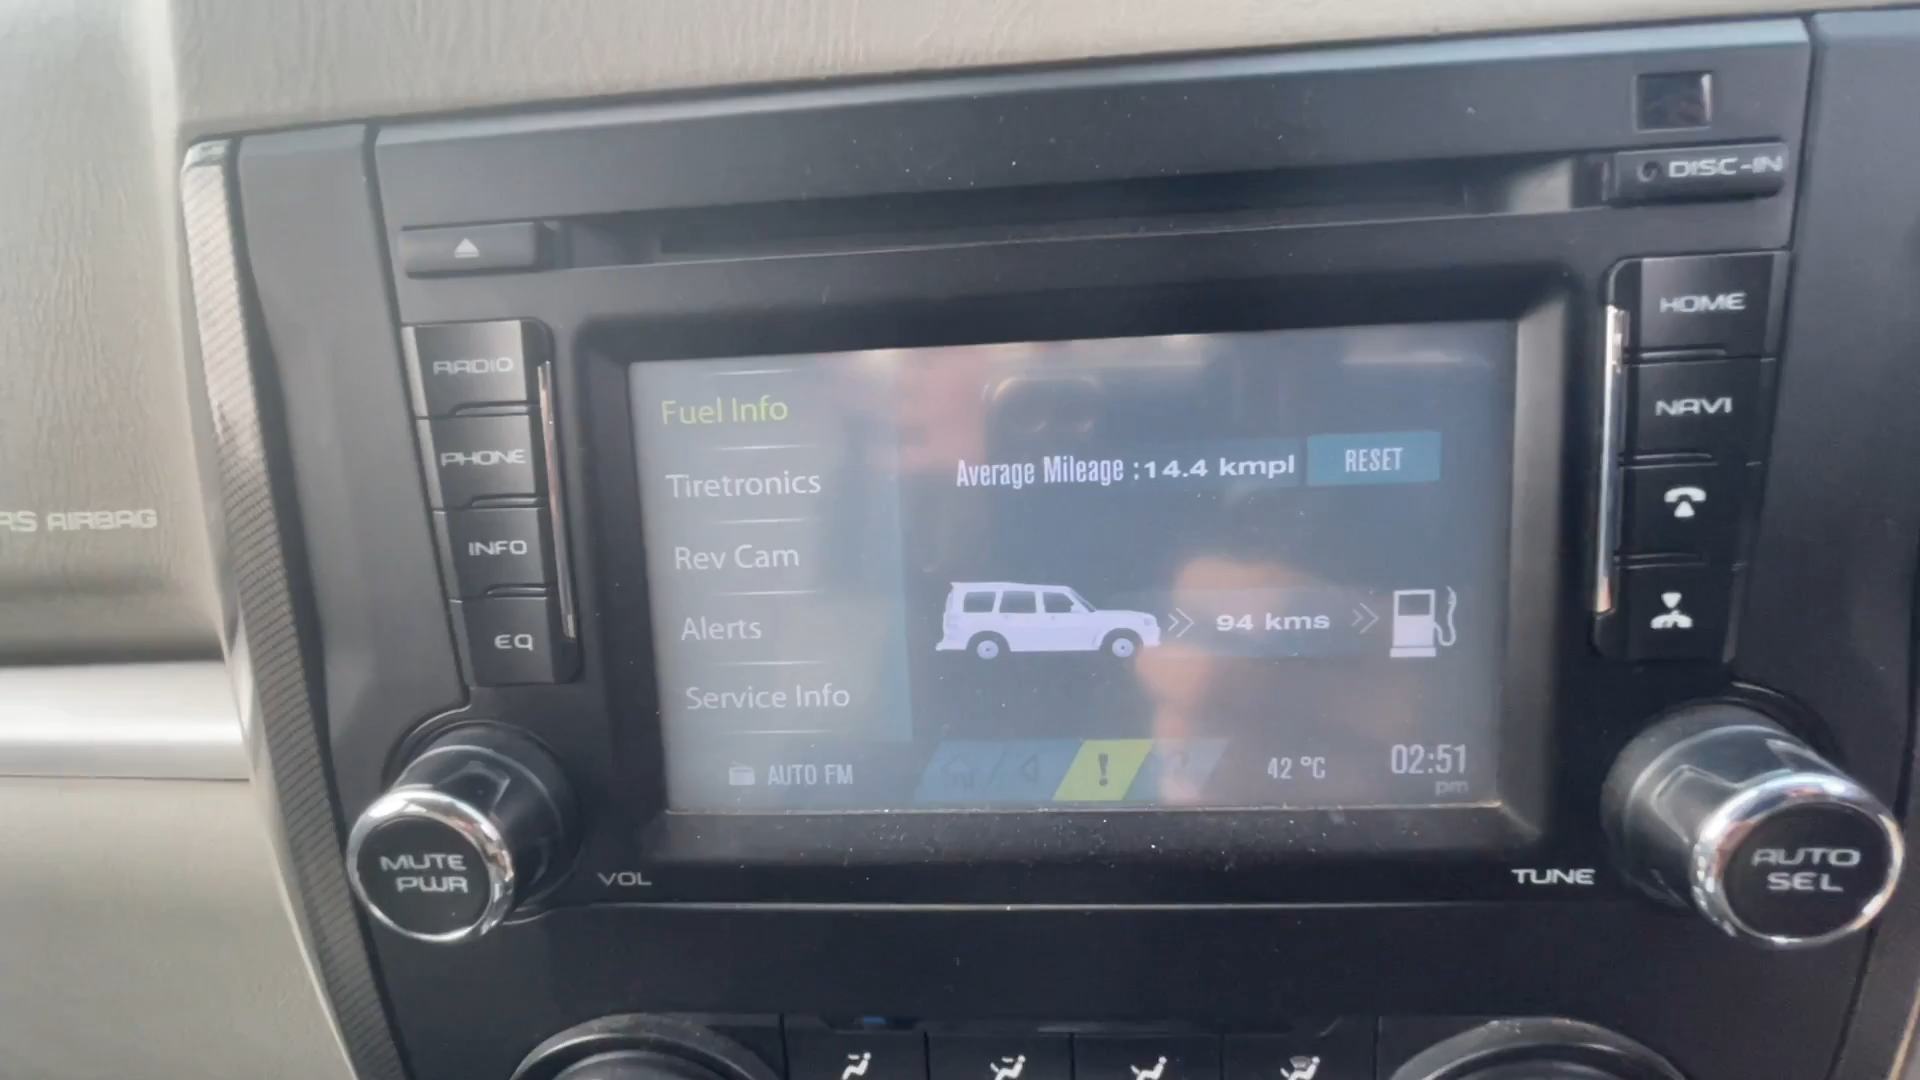 DISC-IN
HOME
RADIO
NAVI
Fuel Info
PHONE
Average Mileage :14.4 kmpl
RESET
Tiretronics
RS AIRBAG
INFO
Rev Cam
EQ
Alerts
94 kms
Service Info
AUTO FM
!
42 °C
02:51
pm
MUTE
PWR
VOL
TUNE
AUTO
SEL